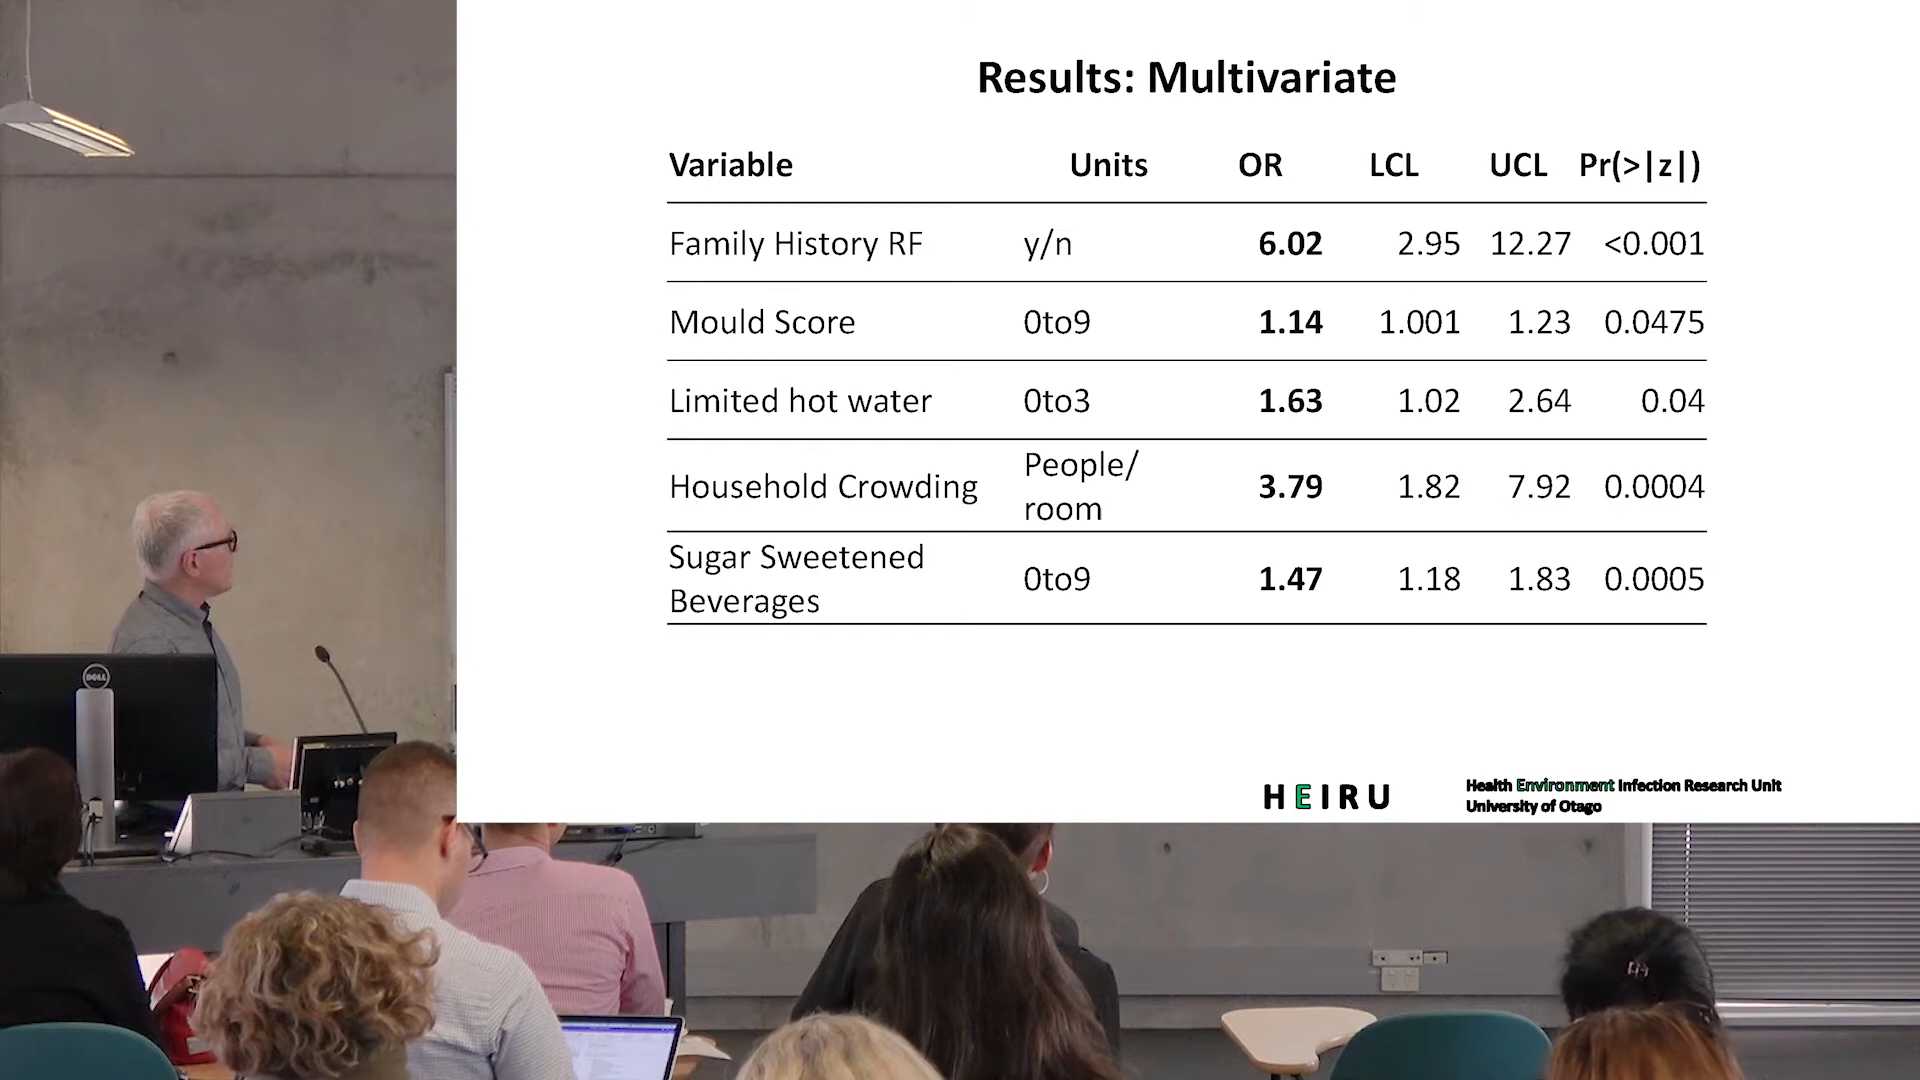 Results: Multivariate
Variable Units OR LCL UCL Pr(>|z|)
Family History RF y/n 6.02 2.95 12.27 <0.001
Mould Score 0to9 1.14 1.001 1.23 0.0475
Limited hot water 0to3 1.63 1.02 2.64 0.04
Household Crowding People/
room 3.79 1.82 7.92 0.0004
Sugar Sweetened
Beverages 0to9 1.47 1.18 1.83 0.0005
HEIRU
Health Environment Infection Research Unit
University of Otago
DELL